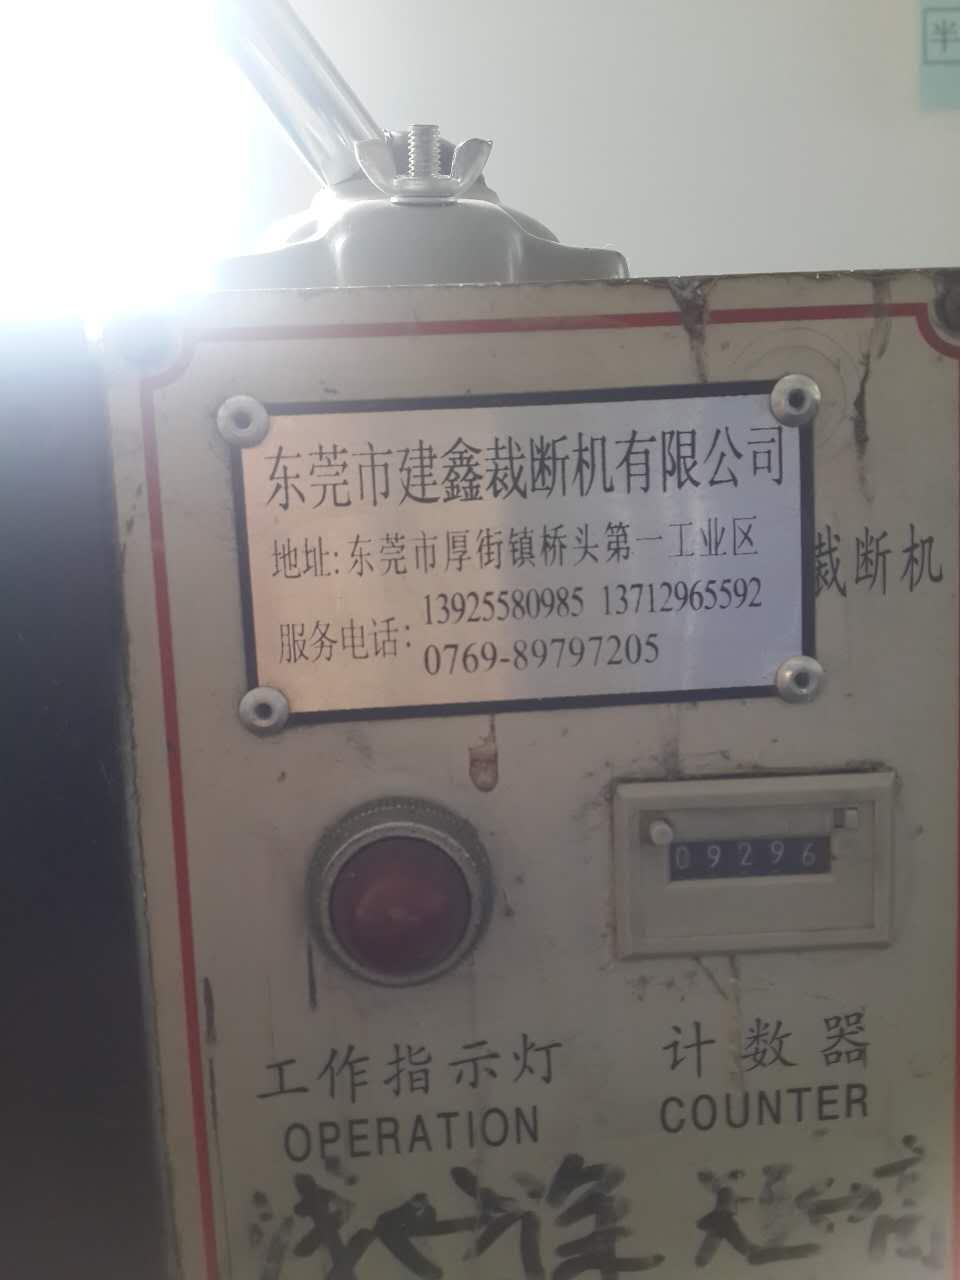 半
东莞市建鑫裁断机有限公司
地址:东莞市厚街镇桥头第一工业区
服务电话:
13925580985 13712965592
0769-89797205
裁断机
09296
工作指示灯
OPERATION
计数器
COUNTER